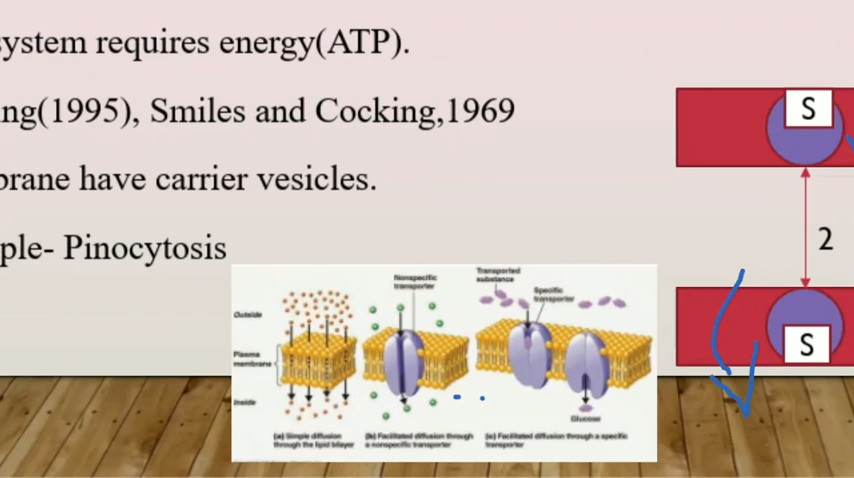 system requires energy(ATP).
ng(1995), Smiles and Cocking,1969
brane have carrier vesicles.
ple- Pinocytosis
S
2
S
Nonspecific
transporter
Transported
substance
Specific
transporter
Outside
Plasma
membrane
Inside
Glucose
(a) Simple diffusion
through the lipid bilayer
(b) Facilitated diffusion through
a nonspecific transporter
(c) Facilitated diffusion through a specific
transporter